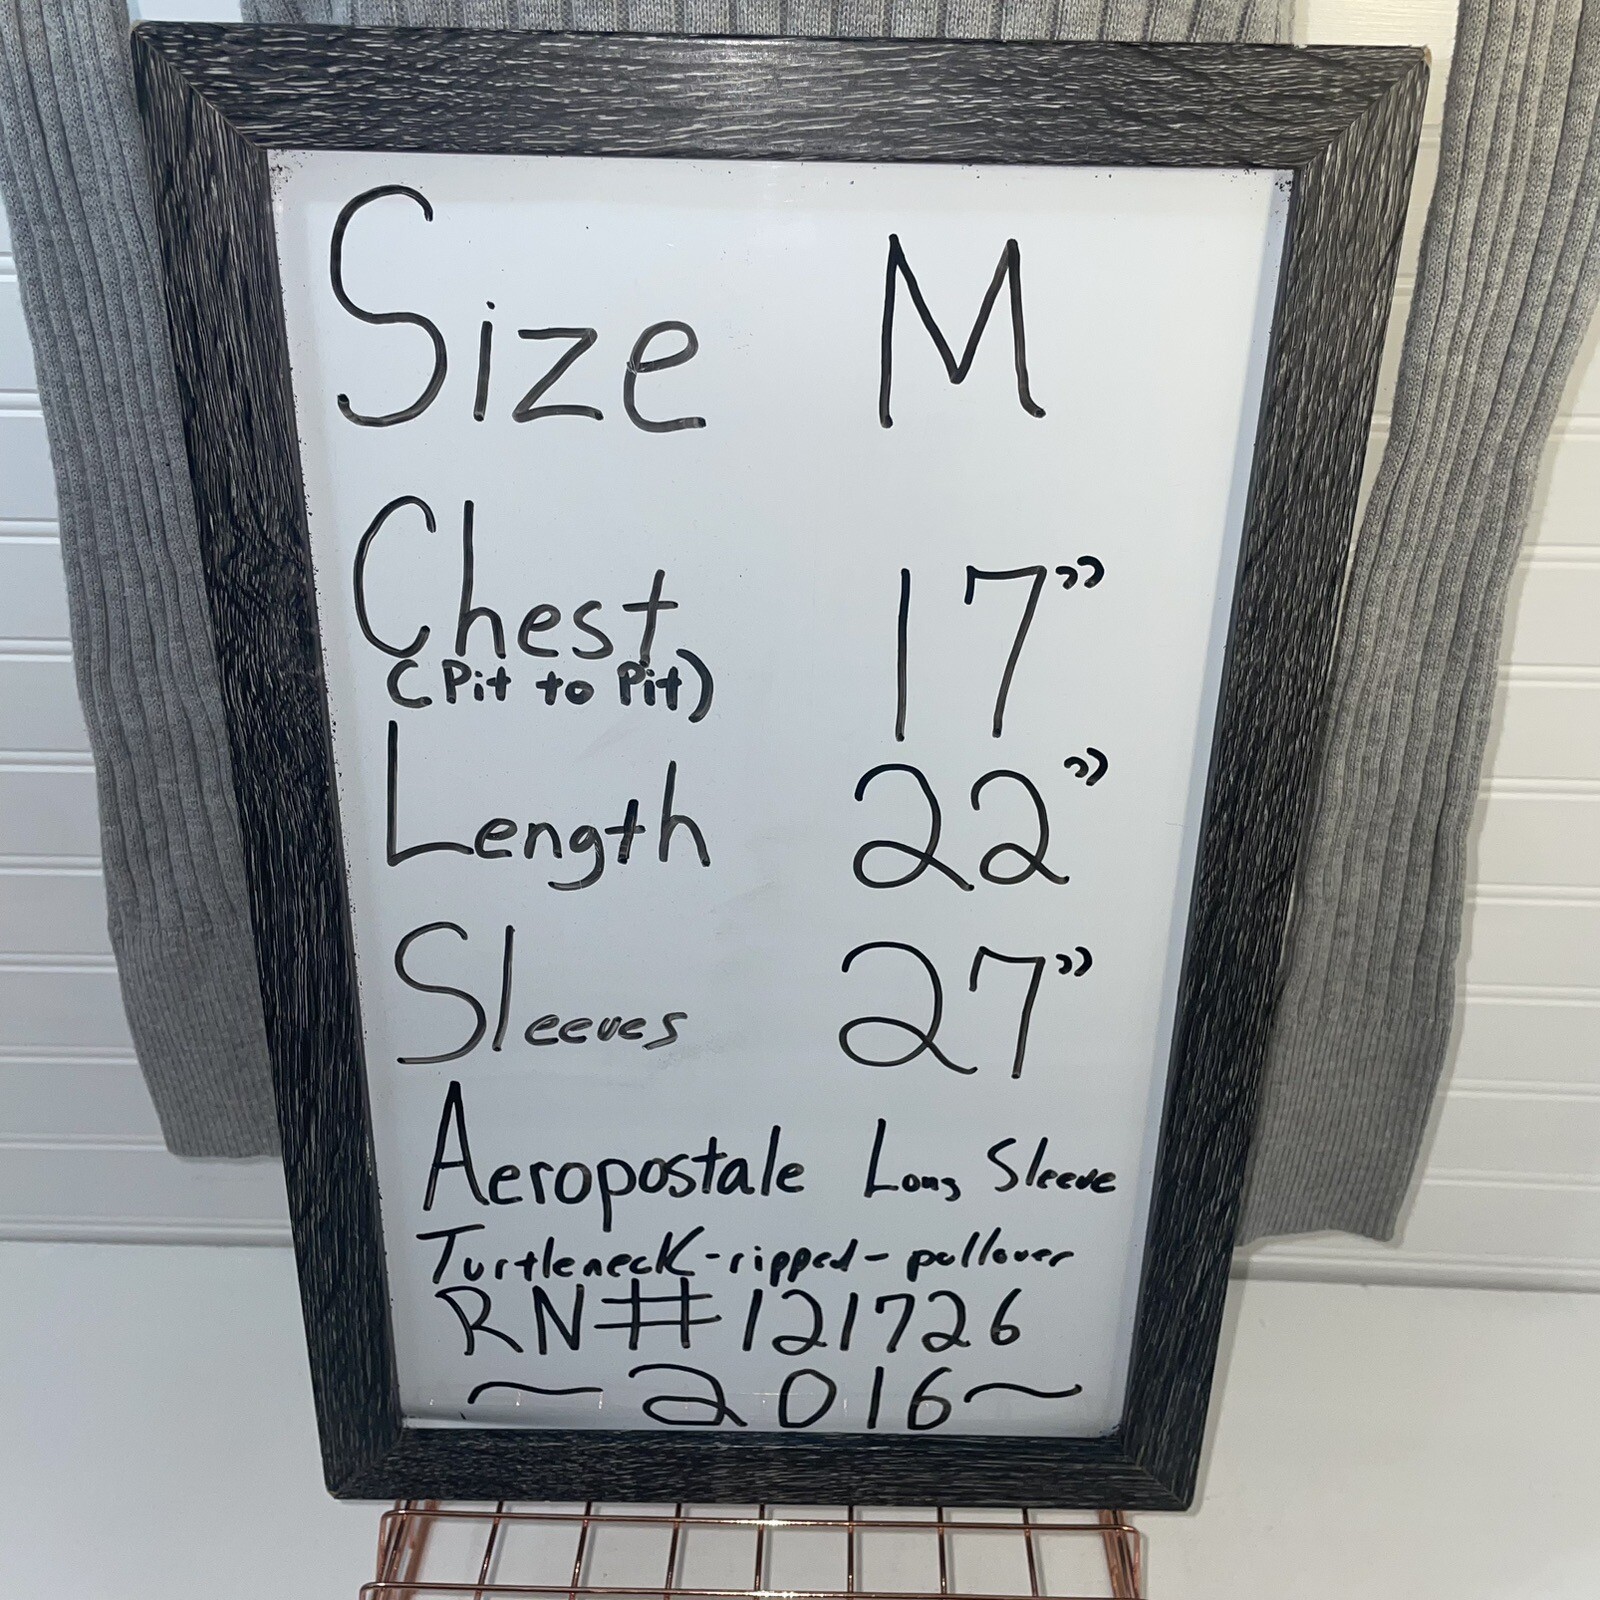 Size M
Chest 17”
(Pit to Pit)
Length 22”
Sleeves 27”
Aeropostale Long Sleeve
Turtleneck-ripped-pullover
RN#121726
~2016~